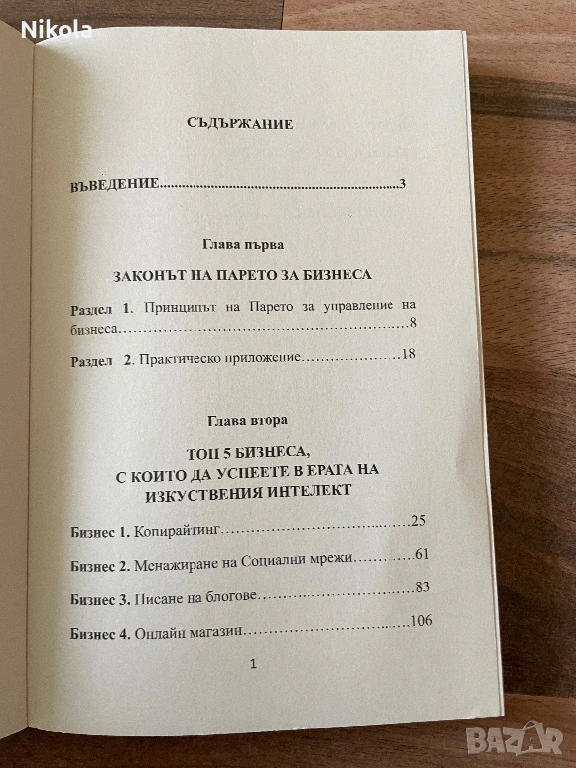 Nikola
СЪДЪРЖАНИЕ
ВЪВЕДЕНИЕ.................................................................3
Глава първа
ЗАКОНЪТ НА ПАРЕТО ЗА БИЗНЕСА
Раздел 1. Принципът на Парето за управление на
бизнеса……………………………………………..8
Раздел 2. Практическо приложение………………….18
Глава втора
ТОП 5 БИЗНЕСА,
С КОИТО ДА УСПЕЕТЕ В ЕРАТА НА
ИЗКУСТВЕНИЯ ИНТЕЛЕКТ
Бизнес 1. Копирайтинг…………………………...……25
Бизнес 2. Менажиране на Социални мрежи…...……61
Бизнес 3. Писане на блогове…………………...……83
Бизнес 4. Онлайн магазин……………………...…106
1
BAZAR